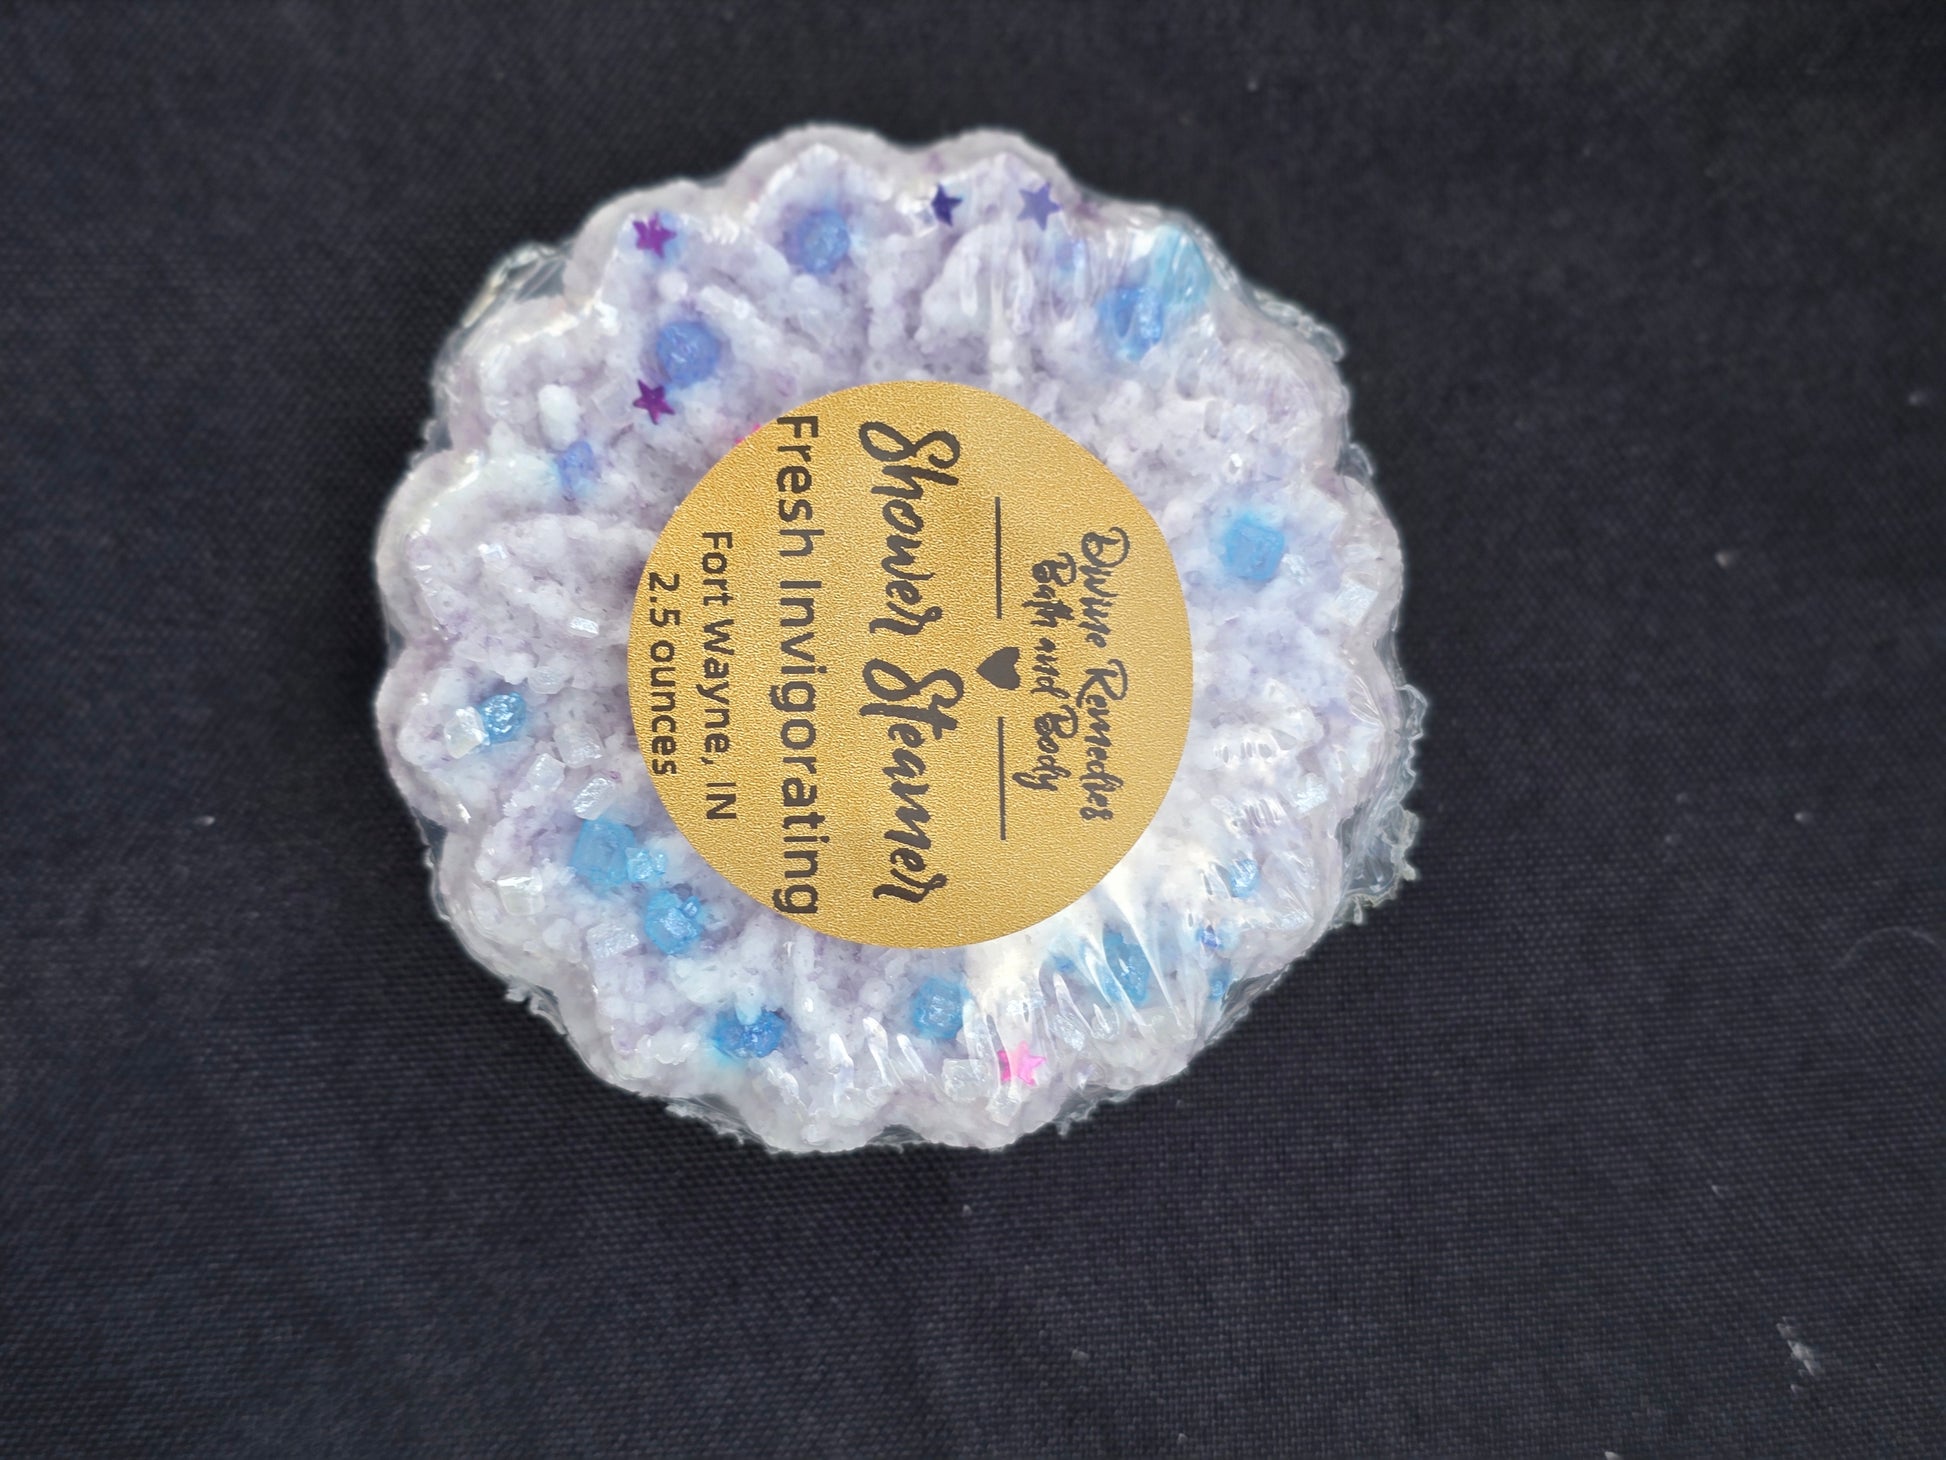 Divine Remedies
Bath and Body
Shower Steamer
Fresh Invigorating
Fort Wayne, IN
2.5 ounces